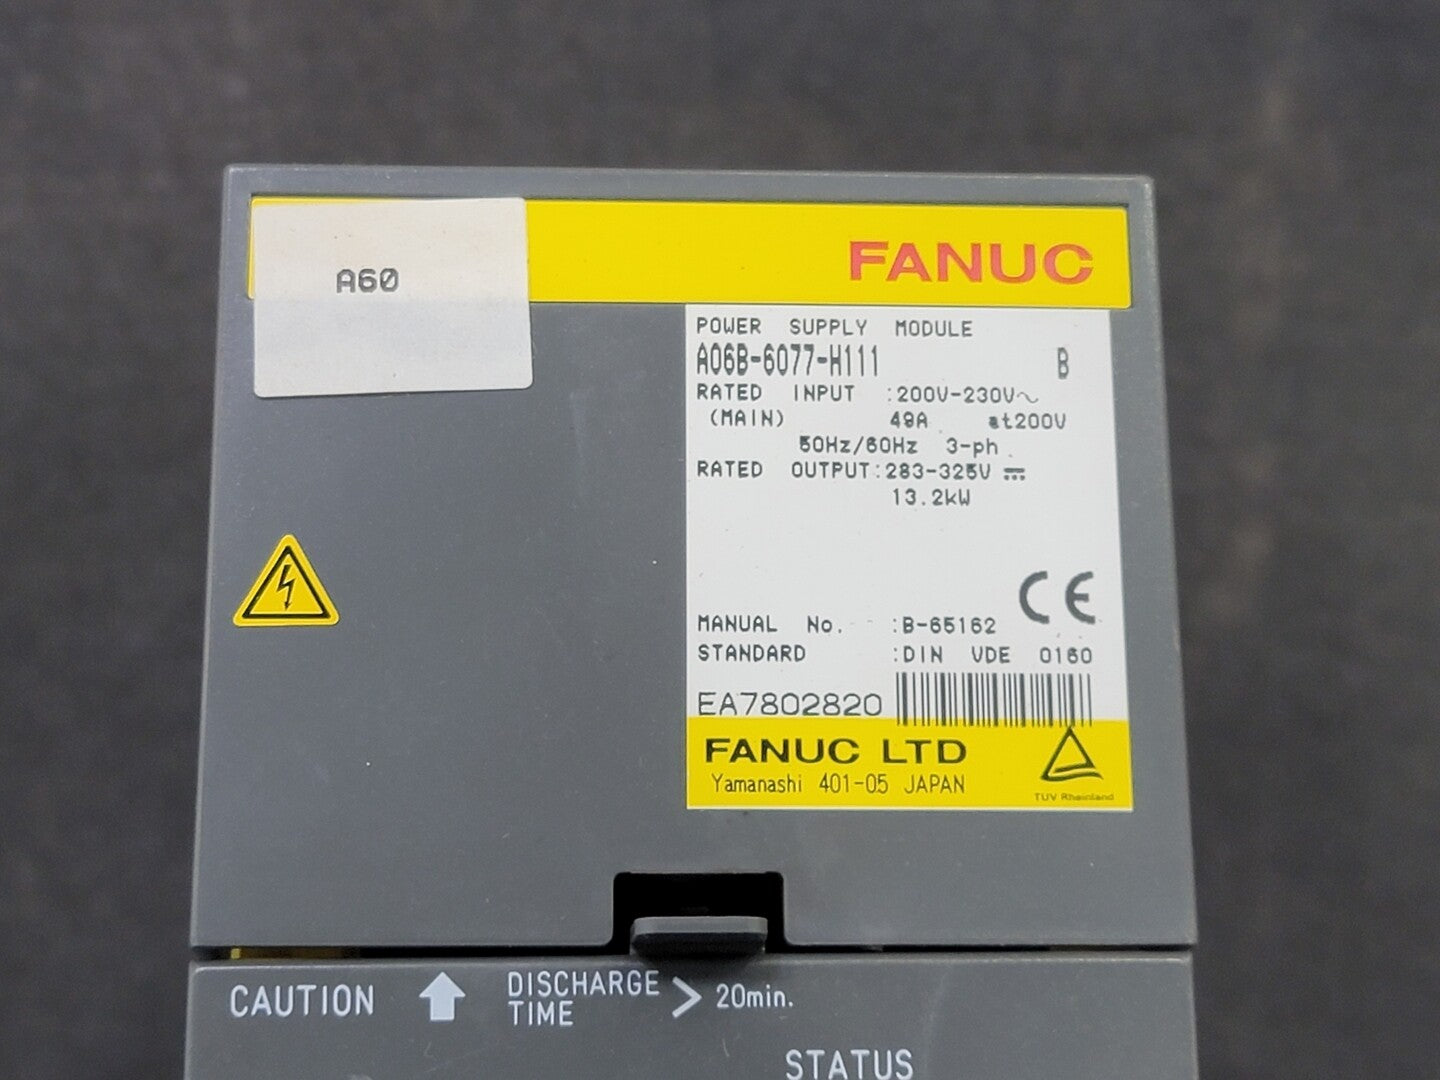 A60
FANUC
POWER SUPPLY MODULE
A06B-6077-H111 B
RATED INPUT :200V-230V~
(MAIN) 49A at200V
50Hz/60Hz 3-ph
RATED OUTPUT:283-325V ⎓
13.2kW
CE
MANUAL No. :B-65162
STANDARD :DIN VDE 0160
EA7802820
FANUC LTD
Yamanashi 401-05 JAPAN
TÜV Rheinland
CAUTION DISCHARGE TIME > 20min.
STATUS